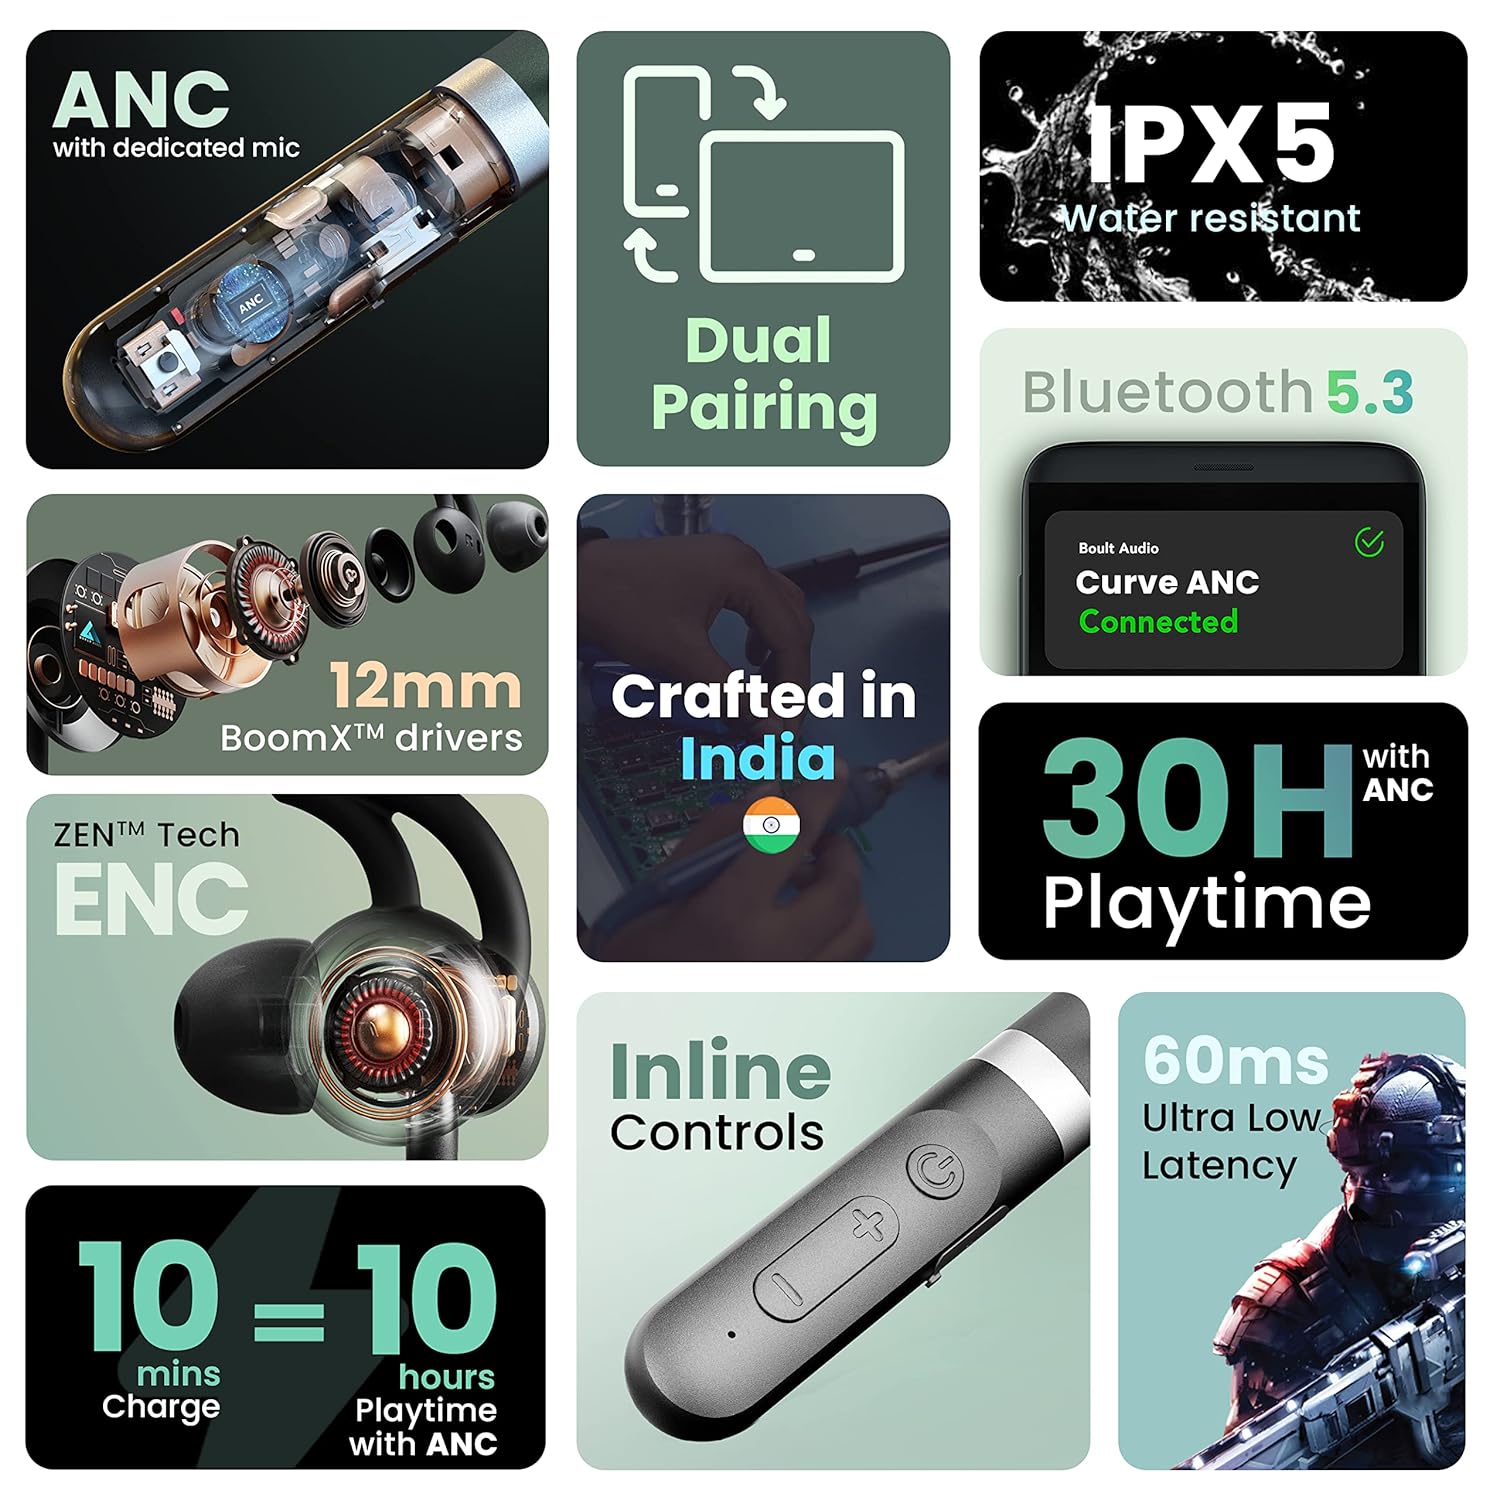 ANC
with dedicated mic
ANC
Dual
Pairing
IPX5
Water resistant
Bluetooth 5.3
Boult Audio
Curve ANC
Connected
12mm
BoomX™ drivers
Crafted in
India
30H with
ANC
Playtime
ZEN™ Tech
ENC
Inline
Controls
60ms
Ultra Low
Latency
10 = 10
mins hours
Charge Playtime
with ANC